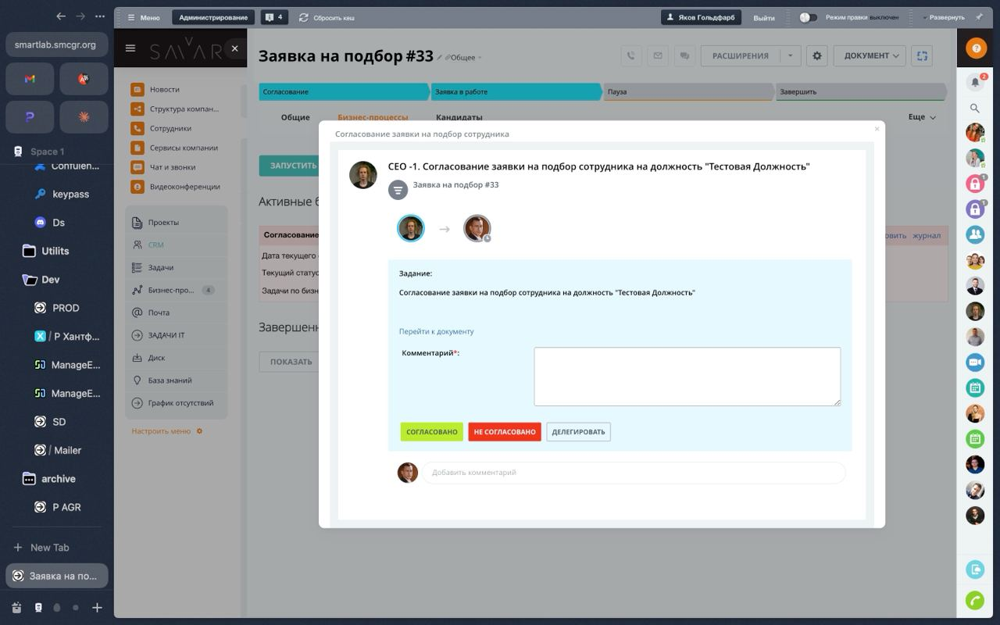 Меню
Администрирование
4
Сбросить кеш
Яков Гольдфарб
Выйти
Режим правки выключен
Развернуть
smartlab.smcgr.org
Space 1
Confulen...
keypass
Ds
Utilits
Dev
PROD
/ Р Хантф...
ManageE...
ManageE...
SD
/ Mailer
archive
P AGR
New Tab
Заявка на по...
SAVAR
Новости
Структура компан...
Сотрудники
Сервисы компании
Чат и звонки
Видеоконференции
Проекты
CRM
Задачи
Бизнес-про... 4
Почта
ЗАДАЧИ IT
Диск
База знаний
График отсутствий
Настроить меню
Заявка на подбор #33
Общее
РАСШИРЕНИЯ
ДОКУМЕНТ
Согласование
Заявка в работе
Пауза
Завершить
Общие
Бизнес-процессы
Кандидаты
Еще
ЗАПУСТИТЬ
Активные б
Согласование
овить журнал
Дата текущего
Текущий статус
Задачи по бизн
Завершенн
ПОКАЗАТЬ
Согласование заявки на подбор сотрудника
×
CEO -1. Согласование заявки на подбор сотрудника на должность "Тестовая Должность"
Заявка на подбор #33
Задание:
Согласование заявки на подбор сотрудника на должность "Тестовая Должность"
Перейти к документу
Комментарий*:
СОГЛАСОВАНО
НЕ СОГЛАСОВАНО
ДЕЛЕГИРОВАТЬ
Добавить комментарий
2
1
1